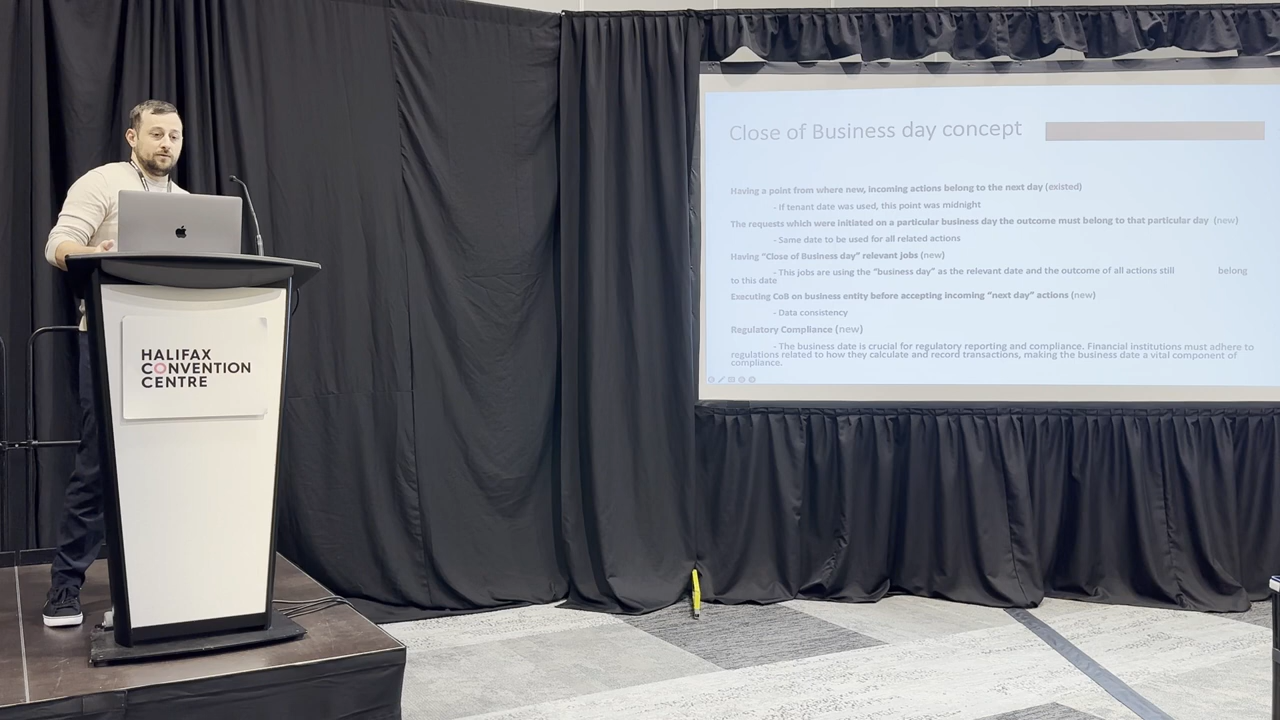 HALIFAX
CONVENTION
CENTRE
Close of Business day concept
Having a point from where new, incoming actions belong to the next day (existed)
- If tenant date was used, this point was midnight
The requests which were initiated on a particular business day the outcome must belong to that particular day (new)
- Same date to be used for all related actions
Having "Close of Business day" relevant jobs (new)
- This jobs are using the "business day" as the relevant date and the outcome of all actions still belong
to this date
Executing CoB on business entity before accepting incoming "next day" actions (new)
- Data consistency
Regulatory Compliance (new)
- The business date is crucial for regulatory reporting and compliance. Financial institutions must adhere to
regulations related to how they calculate and record transactions, making the business date a vital component of
compliance.